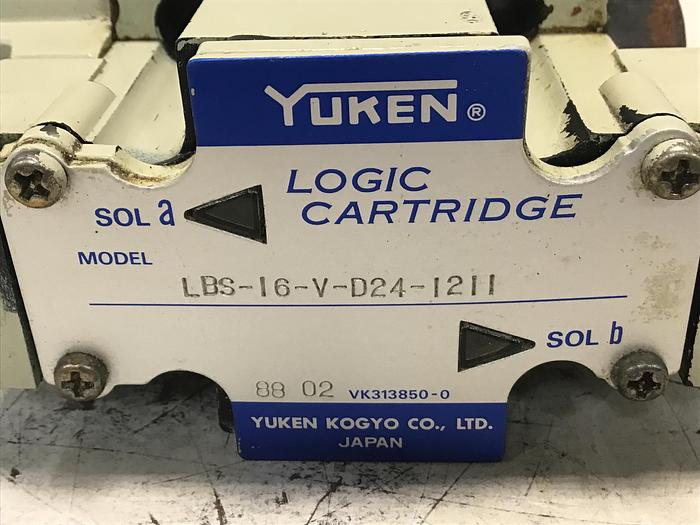 YUKEN®
LOGIC
CARTRIDGE
SOL a
MODEL
LBS-16-V-D24-1211
SOL b
88 02 VK313850-0
YUKEN KOGYO CO., LTD.
JAPAN